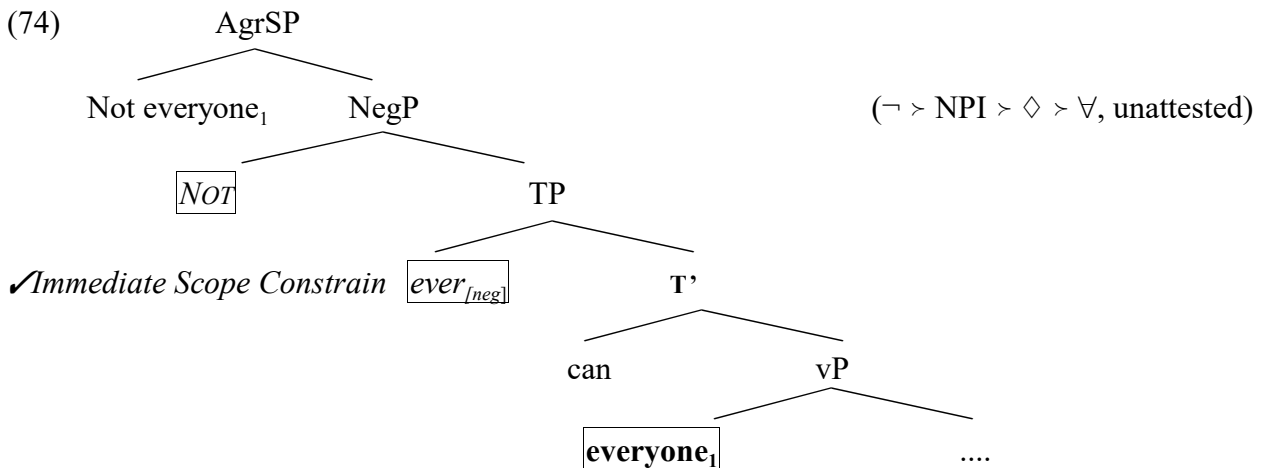 (74) AgrSP
Not everyone₁ NegP (¬ > NPI > ◇ > ∀, unattested)
NOT TP
✓Immediate Scope Constrain ever[neg] T’
can vP
everyone₁ ....